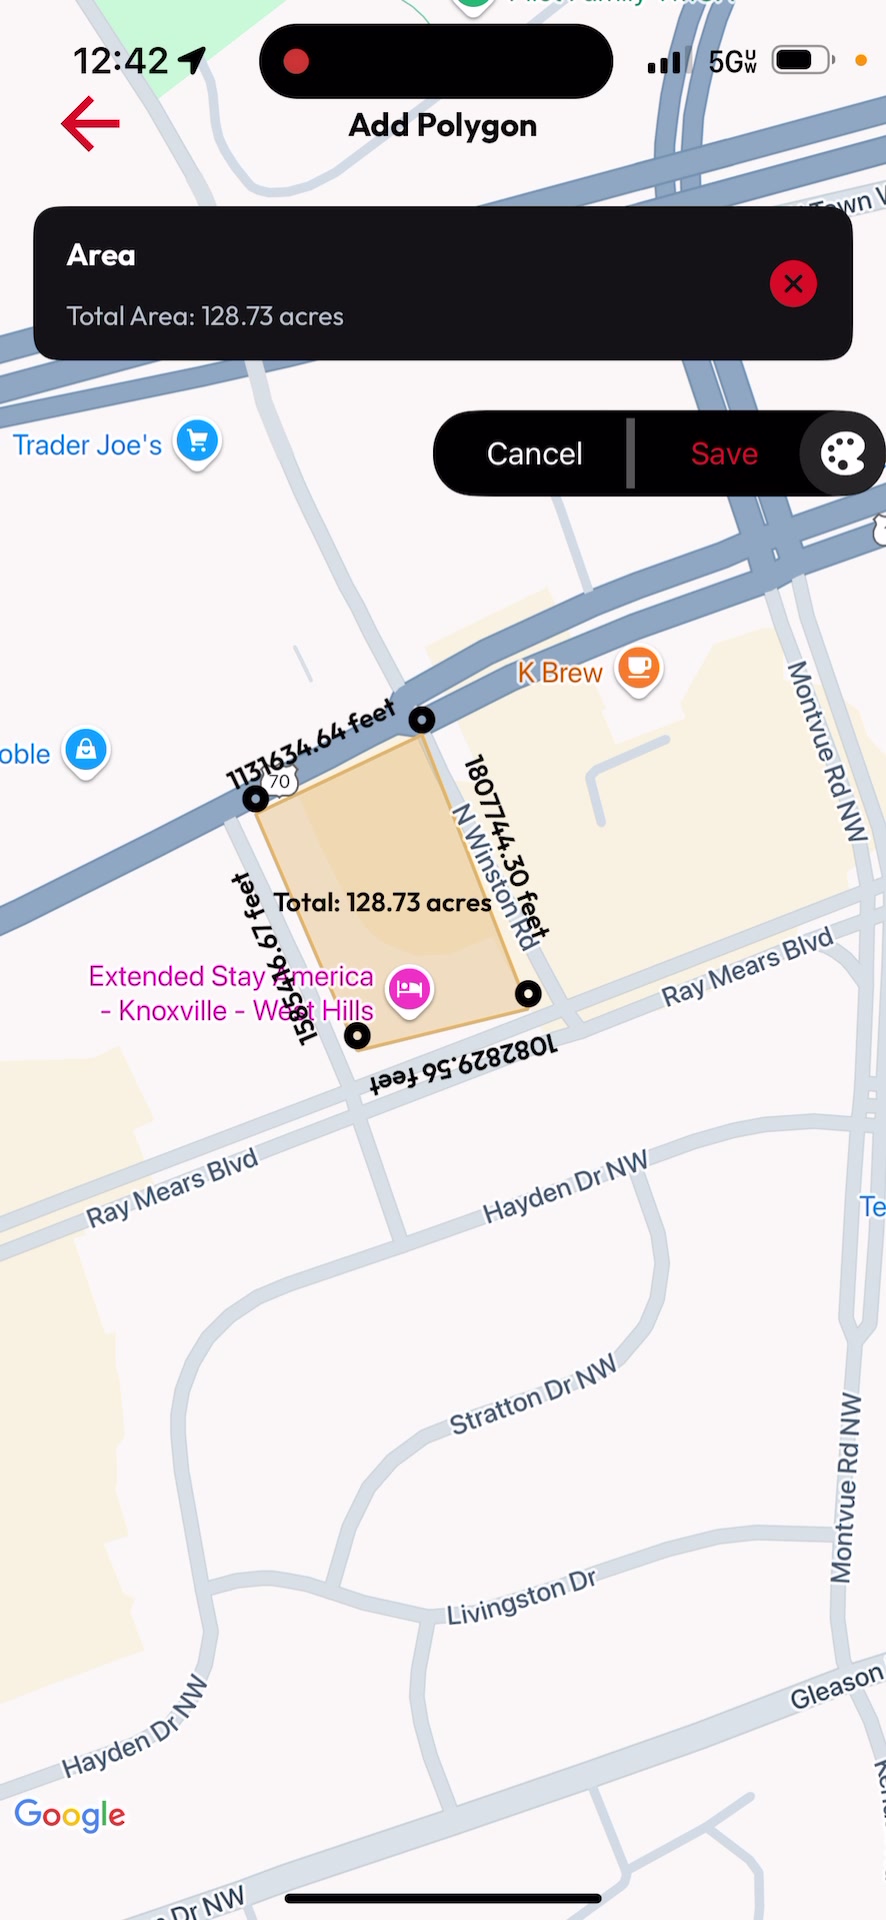 12:42
5G UW
Add Polygon
Area
Total Area: 128.73 acres
Trader Joe's
Cancel
Save
K Brew
Montvue Rd NW
1131634.64 feet
oble
70
1807744.30 feet
N Winston Rd
Total: 128.73 acres
Extended Stay America
- Knoxville - West Hills
Ray Mears Blvd
1082829.56 feet
Ray Mears Blvd
Hayden Dr NW
Te
Stratton Dr NW
Montvue Rd NW
Livingston Dr
Gleason
Hayden Dr NW
Google
Dr NW